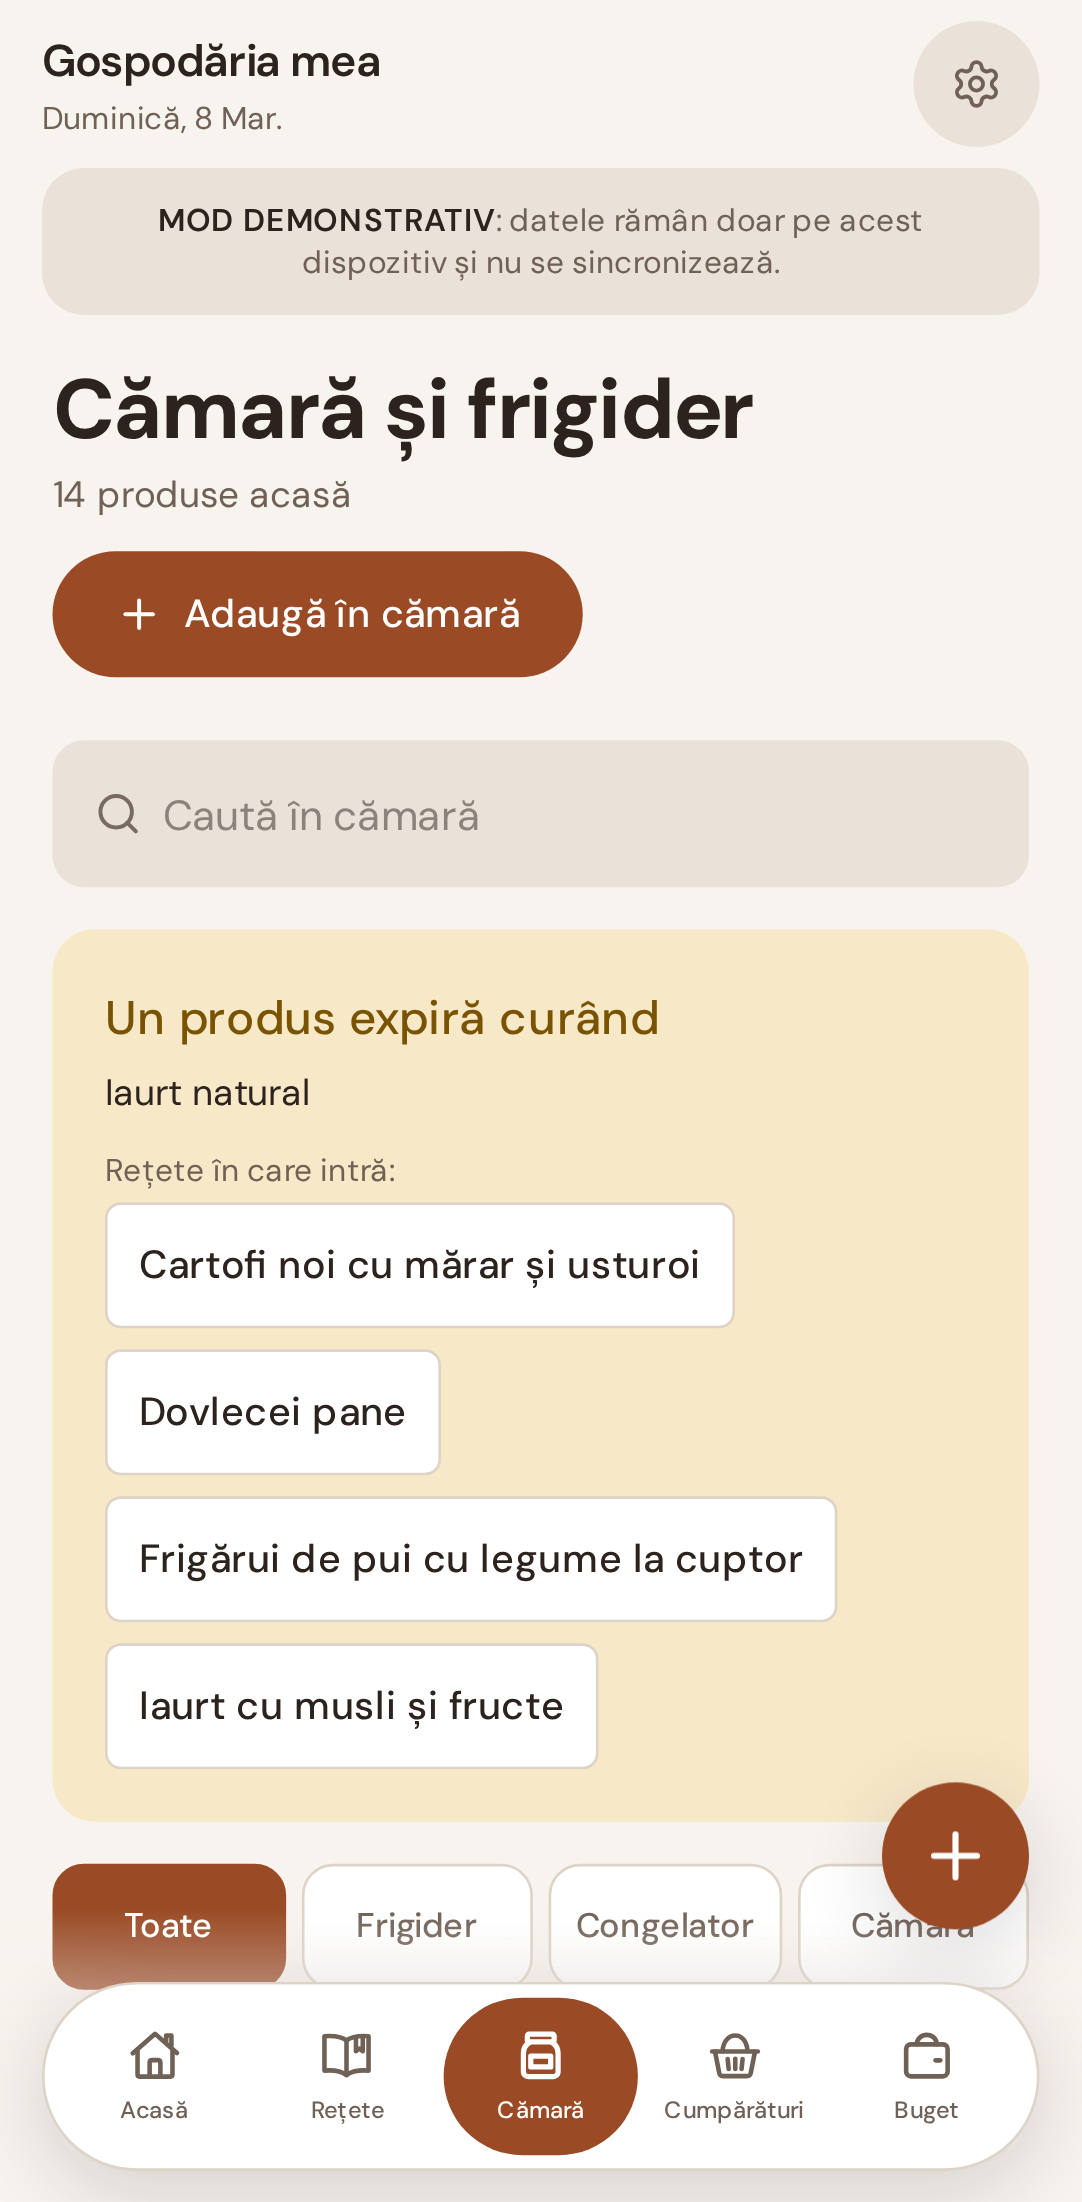 Gospodăria mea
Duminică, 8 Mar.
MOD DEMONSTRATIV: datele rămân doar pe acest
dispozitiv și nu se sincronizează.
Cămară și frigider
14 produse acasă
Adaugă în cămară
Caută în cămară
Un produs expiră curând
Iaurt natural
Rețete în care intră:
Cartofi noi cu mărar și usturoi
Dovlecei pane
Frigărui de pui cu legume la cuptor
Iaurt cu musli și fructe
Toate
Frigider
Congelator
Cămară
Acasă
Rețete
Cămară
Cumpărături
Buget